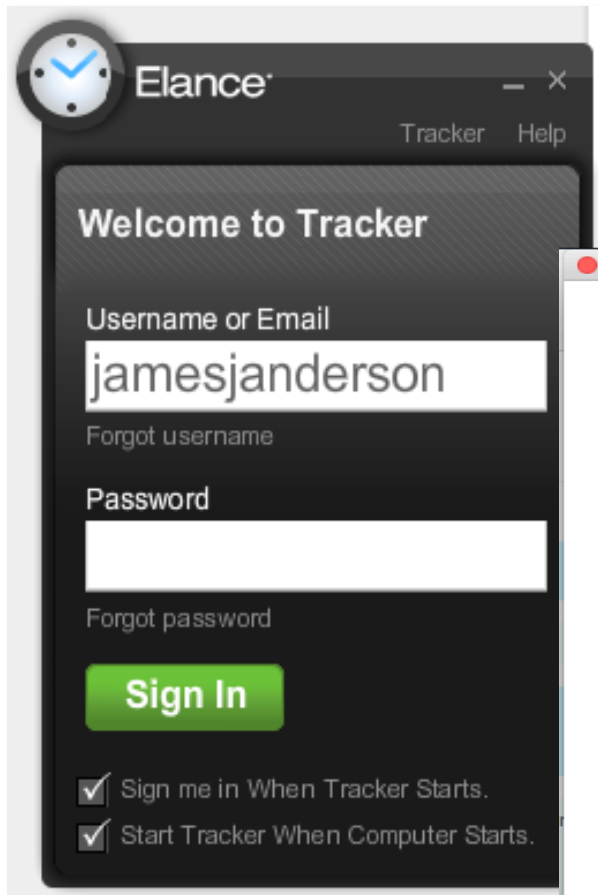 Elance
Tracker Help
Welcome to Tracker
Username or Email
jamesjanderson
Forgot username
Password
Forgot password
Sign In
Sign me in When Tracker Starts.
Start Tracker When Computer Starts.